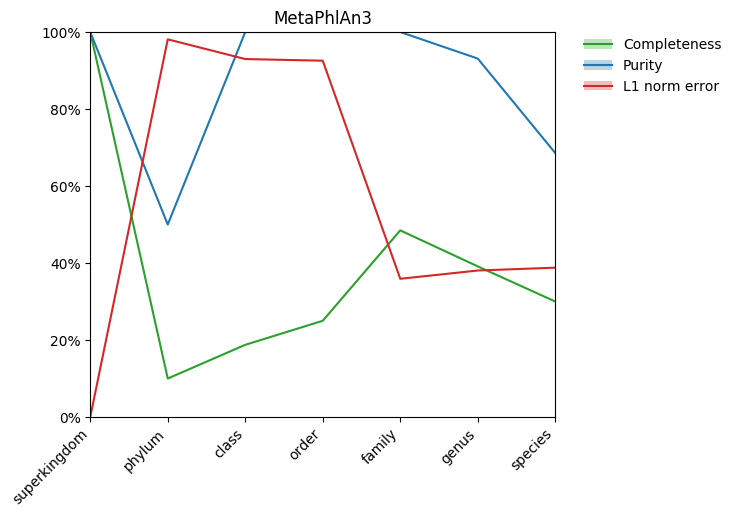 MetaPhlAn3
100%
80%
60%
40%
20%
0%
superkingdom
phylum
class
order
family
genus
species
Completeness
Purity
L1 norm error